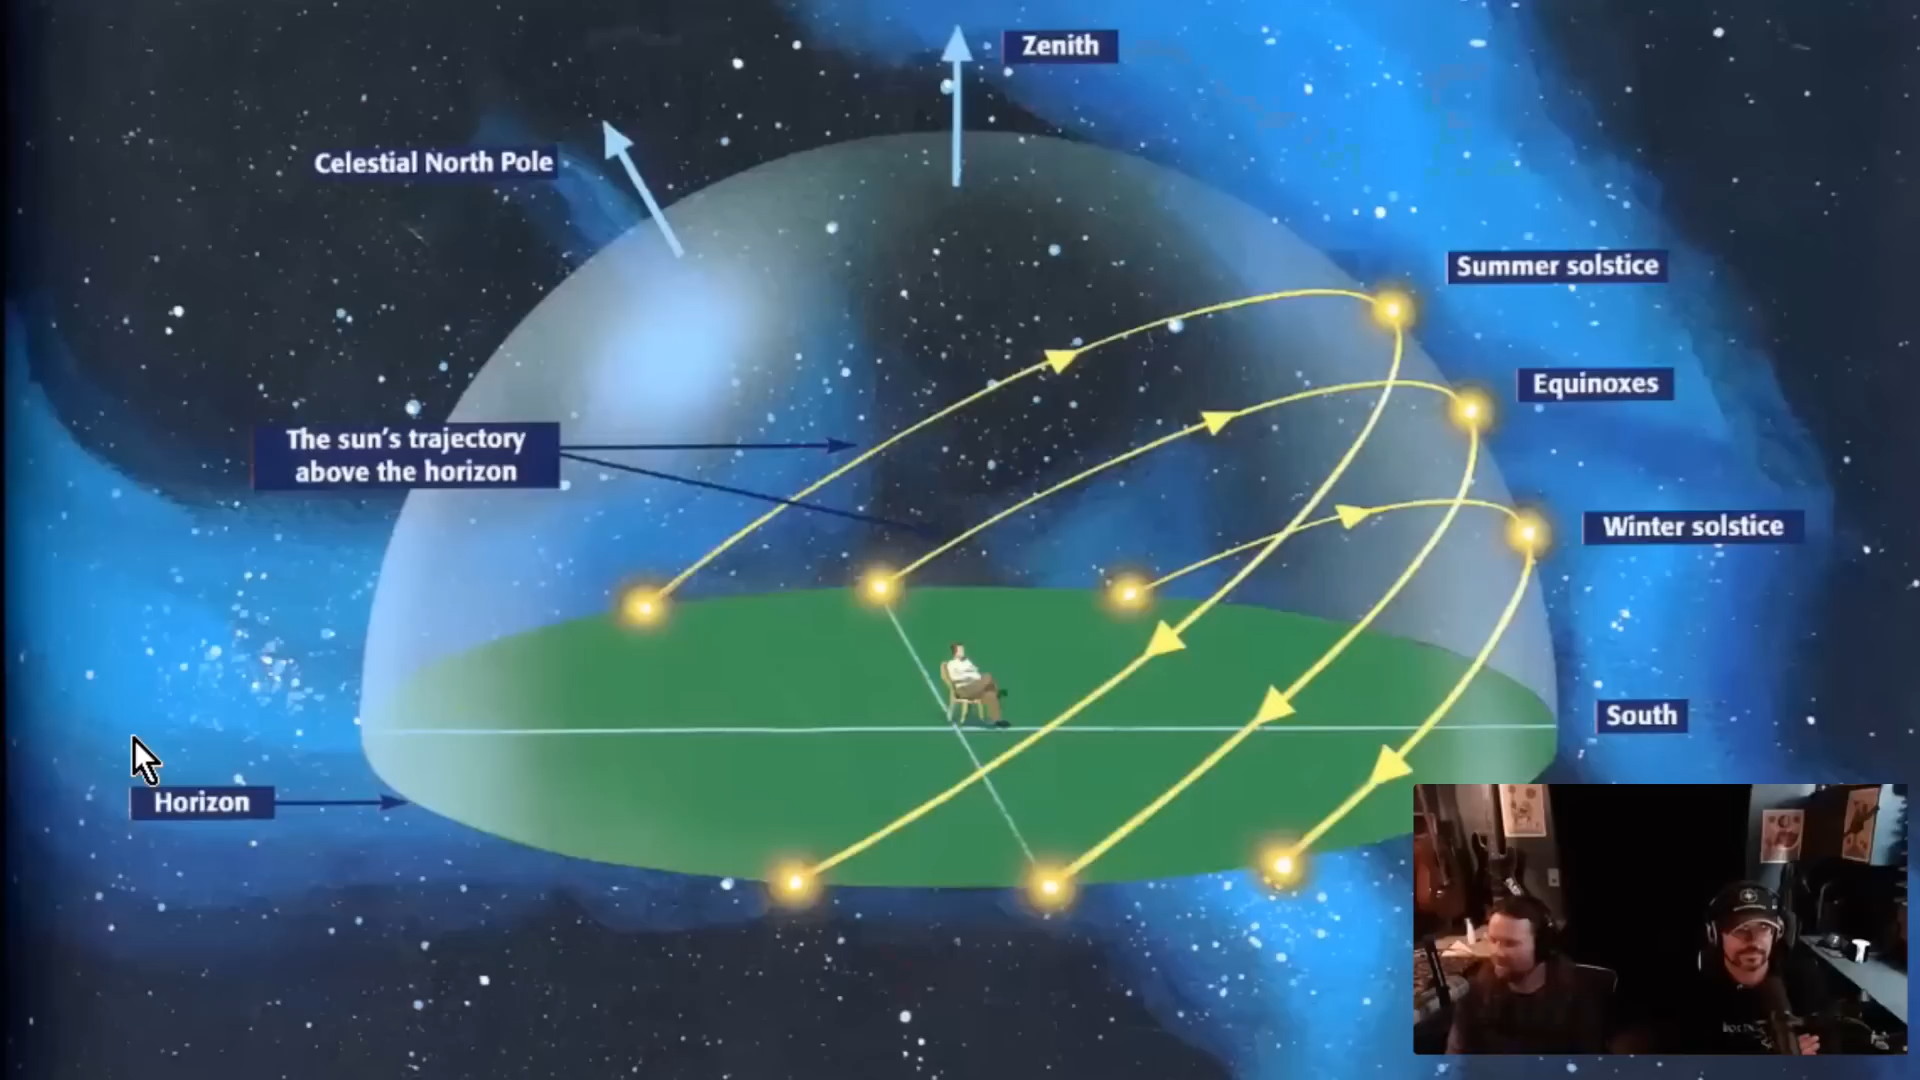 Zenith
Celestial North Pole
Summer solstice
Equinoxes
The sun's trajectory
above the horizon
Winter solstice
South
Horizon